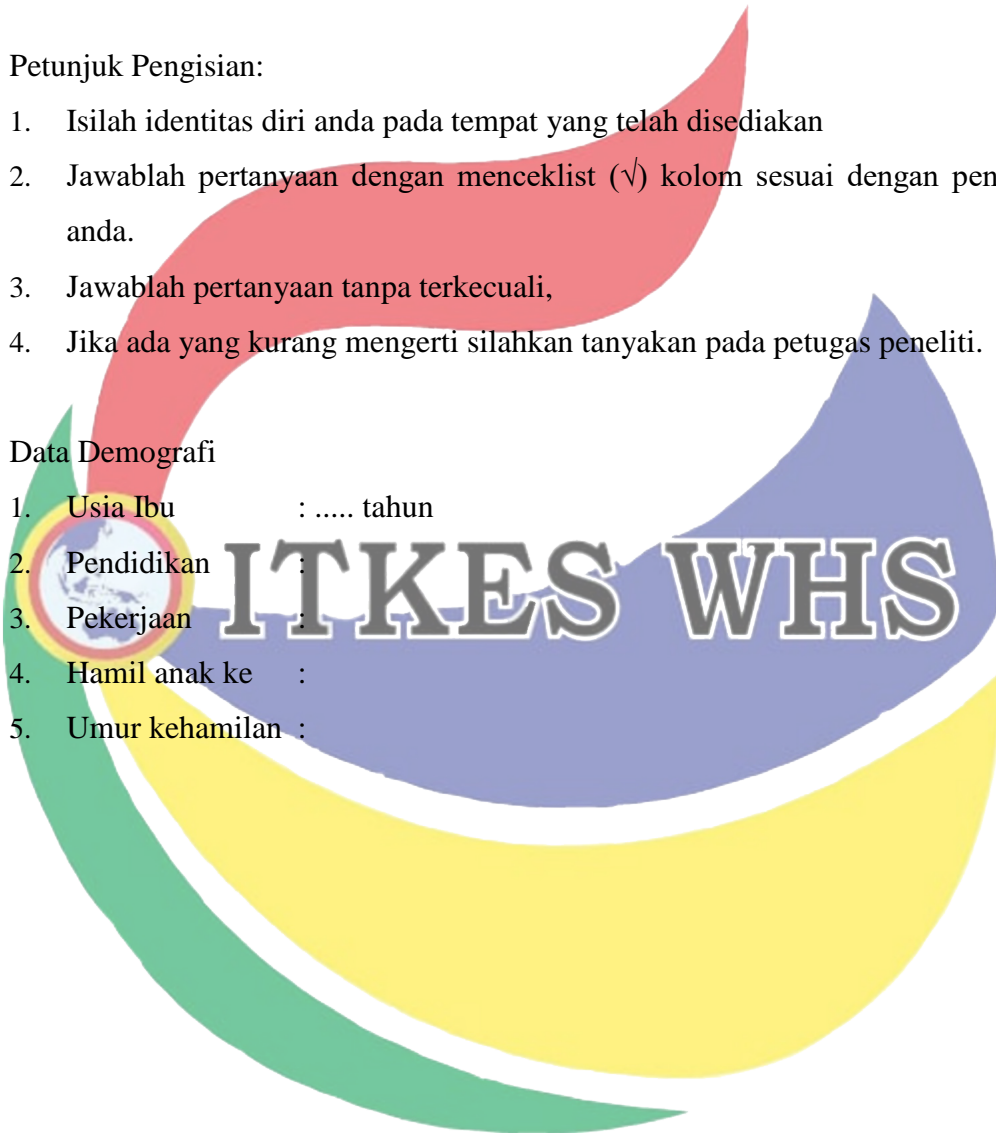 Petunjuk Pengisian:
1. Isilah identitas diri anda pada tempat yang telah disediakan
2. Jawablah pertanyaan dengan menceklist (√) kolom sesuai dengan pen
anda.
3. Jawablah pertanyaan tanpa terkecuali,
4. Jika ada yang kurang mengerti silahkan tanyakan pada petugas peneliti.
Data Demografi
1. Usia Ibu : ..... tahun
2. Pendidikan :
3. Pekerjaan :
4. Hamil anak ke :
5. Umur kehamilan :
ITKES WHS